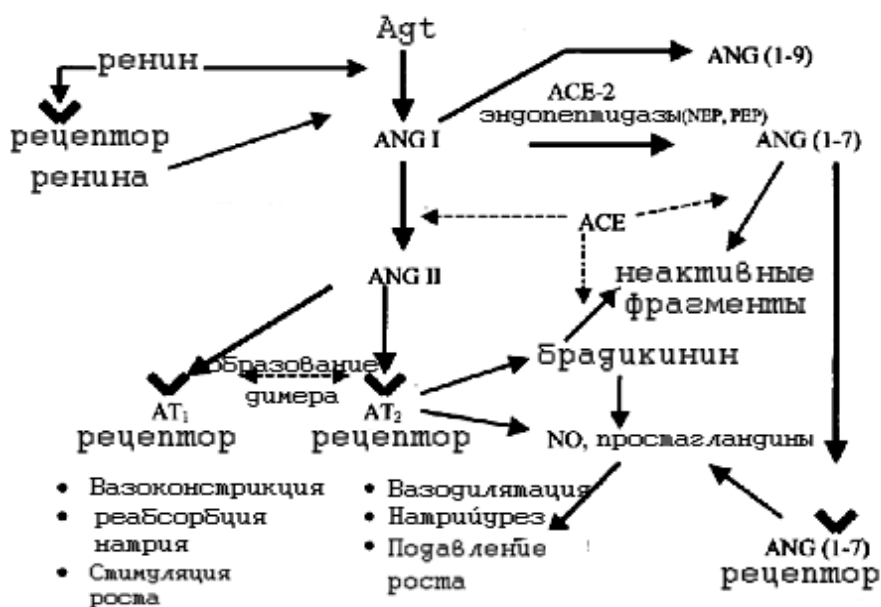 Agt
ренин
ANG (1-9)
ACE-2
эндопептидазы(NEP, PEP)
рецептор
ренина
ANG I
ANG (1-7)
ACE
ANG II
неактивные
фрагменты
образование
димера
брадикинин
AT₁
рецептор
AT₂
рецептор
NO, простагландины
• Вазоконстрикция
• реабсорбция
натрия
• Стимуляция
роста
• Вазодилятация
• Натрийурез
• Подавление
роста
ANG (1-7)
рецептор